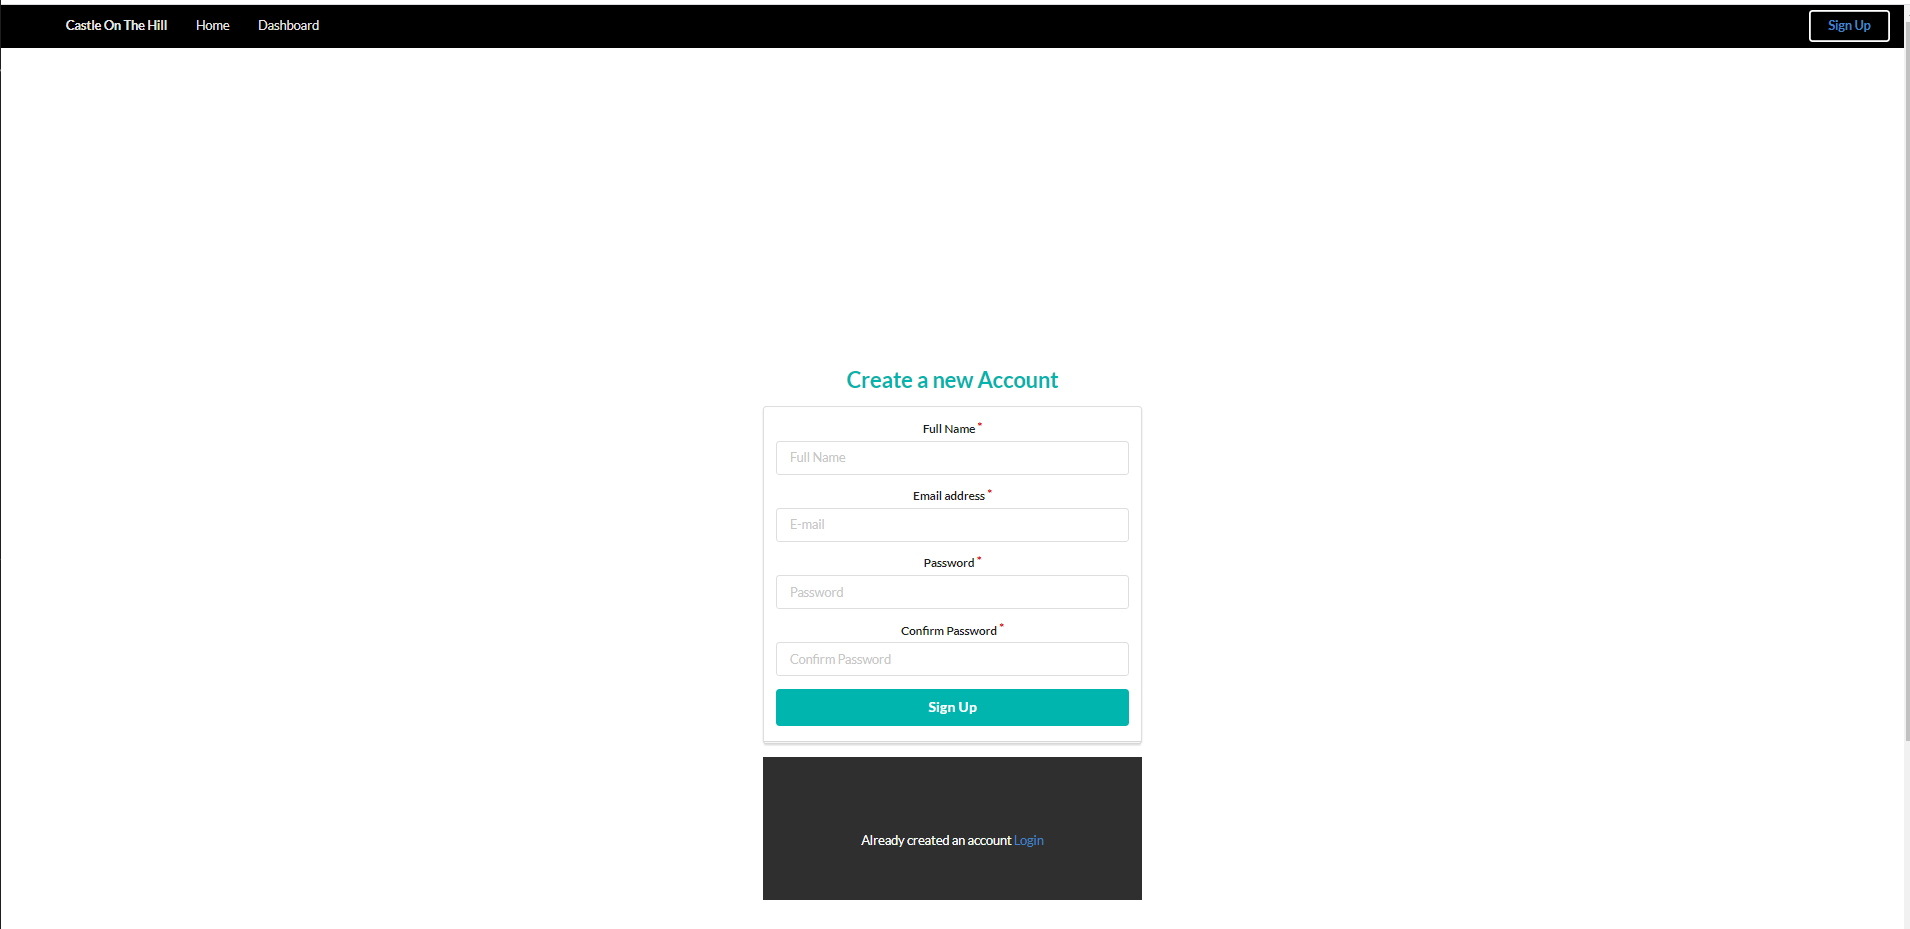 Castle On The Hill Home Dashboard Sign Up
Create a new Account
Full Name *
Full Name
Email address *
E-mail
Password *
Password
Confirm Password *
Confirm Password
Sign Up
Already created an account Login